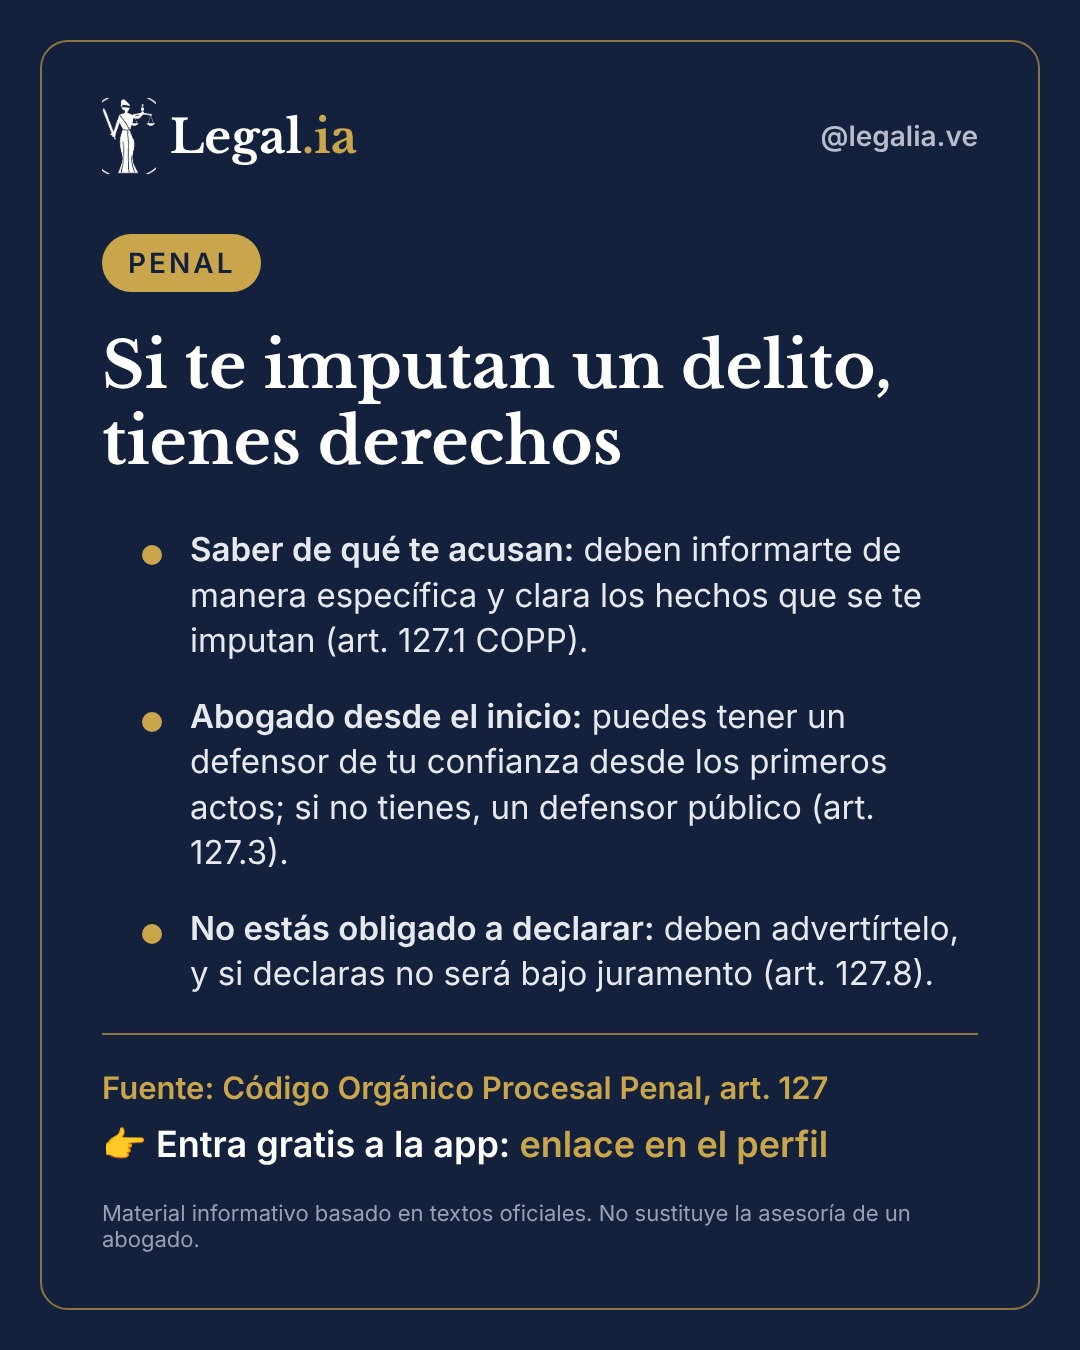 Legal.ia
@legalia.ve
PENAL
Si te imputan un delito,
tienes derechos
Saber de qué te acusan: deben informarte de
manera específica y clara los hechos que se te
imputan (art. 127.1 COPP).
Abogado desde el inicio: puedes tener un
defensor de tu confianza desde los primeros
actos; si no tienes, un defensor público (art.
127.3).
No estás obligado a declarar: deben advertírtelo,
y si declaras no será bajo juramento (art. 127.8).
Fuente: Código Orgánico Procesal Penal, art. 127
👉 Entra gratis a la app: enlace en el perfil
Material informativo basado en textos oficiales. No sustituye la asesoría de un
abogado.